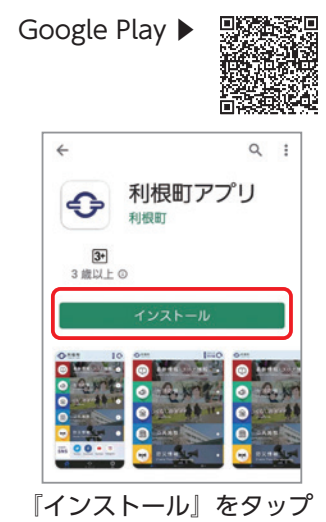 Google Play ▶
利根町アプリ
利根町
3+
3 歳以上
インストール
『インストール』をタップ